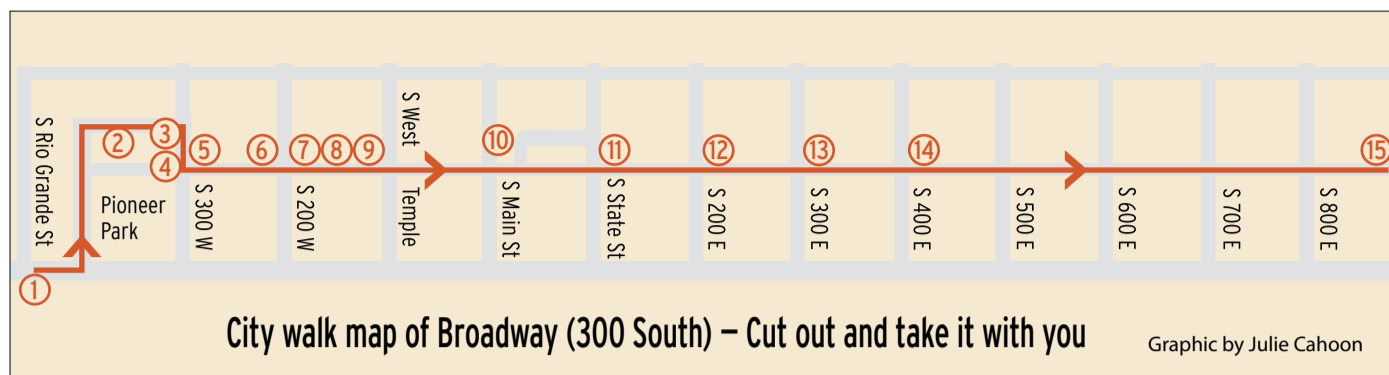 S Rio Grande St
1
2
3
4
Pioneer
Park
5
S 300 W
6
7
S 200 W
8
9
S West
Temple
10
S Main St
11
S State St
12
S 200 E
13
S 300 E
14
S 400 E
S 500 E
S 600 E
S 700 E
S 800 E
15
City walk map of Broadway (300 South) – Cut out and take it with you
Graphic by Julie Cahoon